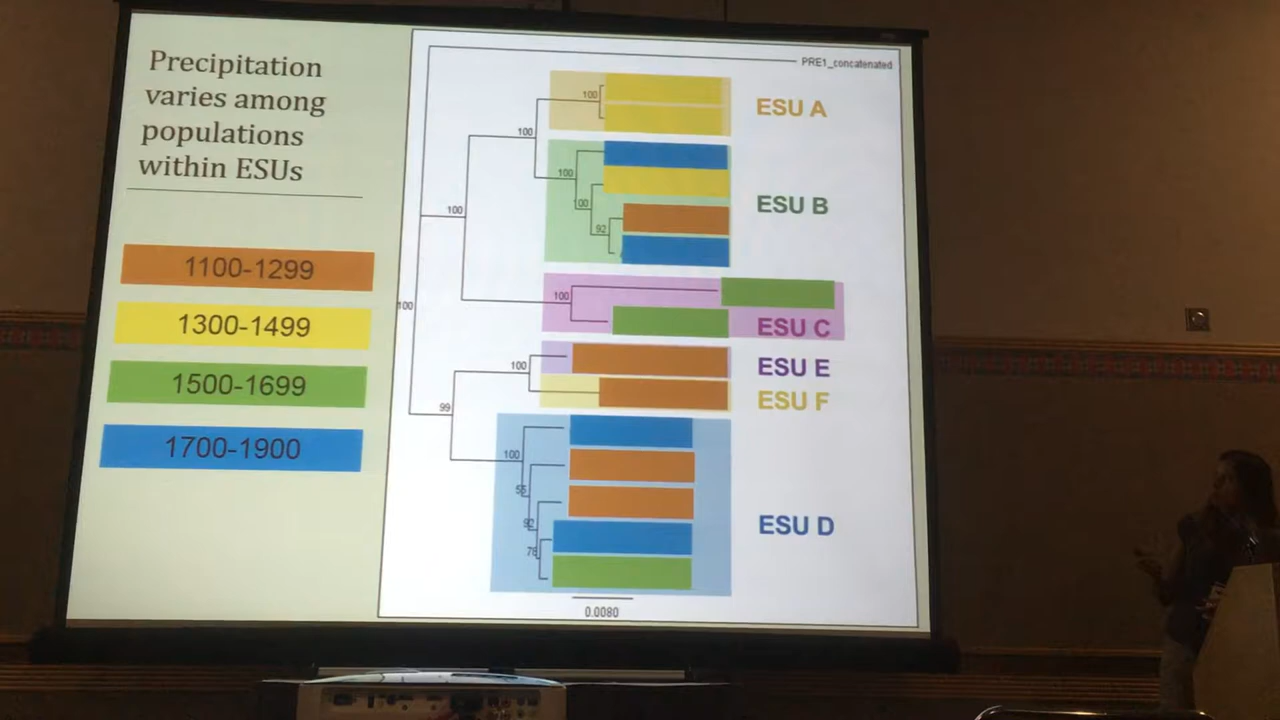 Precipitation
varies among
populations
within ESUs
1100-1299
1300-1499
1500-1699
1700-1900
PRE1_concatenated
100
ESU A
100
100
ESU B
100
92
100
100
ESU C
100
100
ESU E
ESU F
99
100
55
92
78
ESU D
0.0080